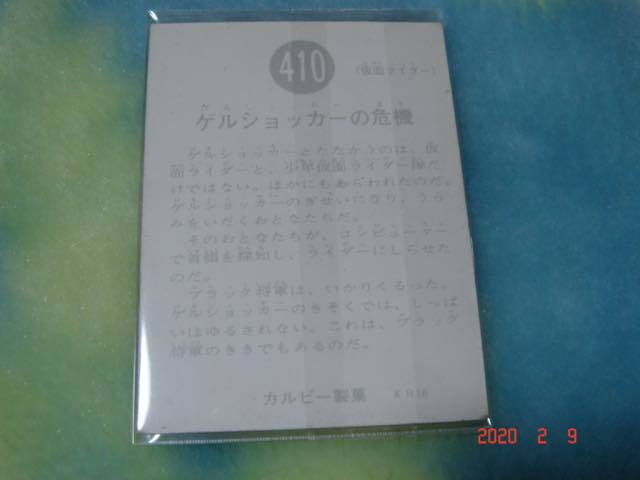 410
(仮面ライダー)
ゲルショッカーの危機
ゲルショッカーとたたかうのは、仮
面ライダーと、少年仮面ライダー隊だ
けではない。ほかにもあらわれたのだ。
ゲルショッカーのぎせいになり、うら
みをいだくおとなたちだ。
そのおとなたちが、コンピューター
で首領を探知し、ライダーにしらせた
のだ。
ブラック将軍は、いかりくるった。
ゲルショッカーのきそくでは、しっぱ
いはゆるされない。これは、ブラック
将軍のききでもあるのだ。
カルビー製菓 KR16
2020 2 9